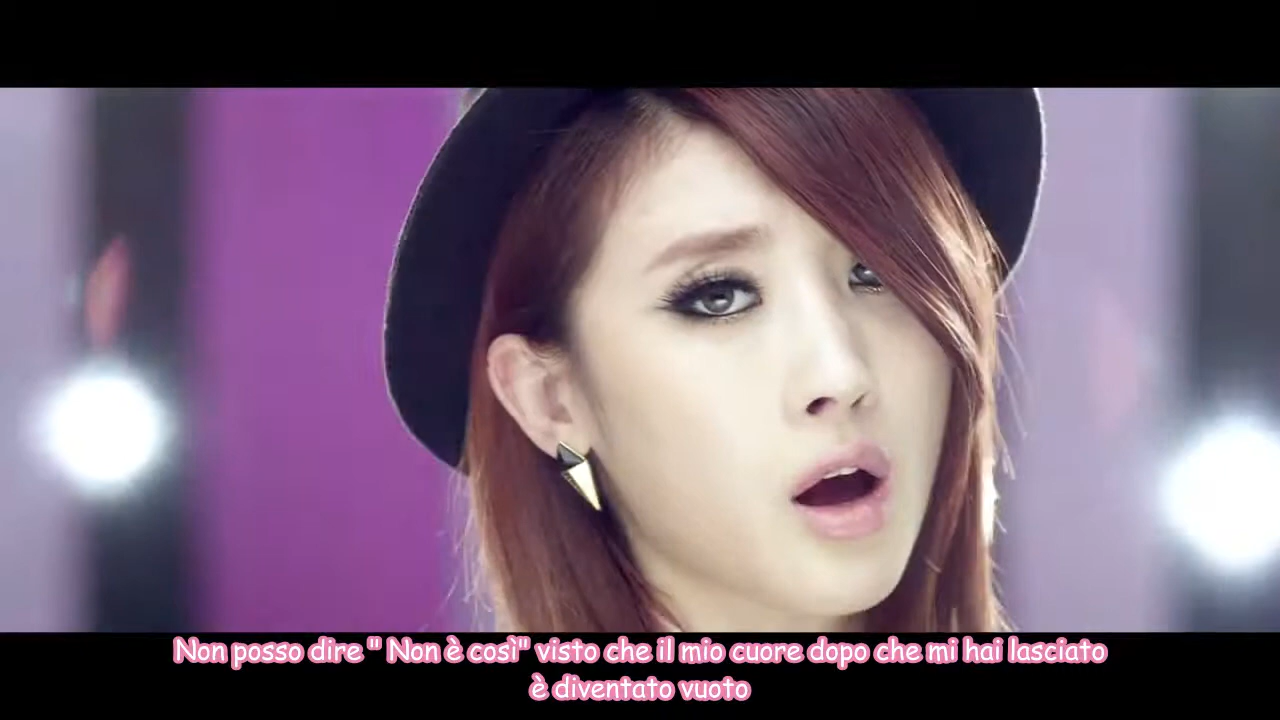 Non posso dire " Non è così" visto che il mio cuore dopo che mi hai lasciato
è diventato vuoto